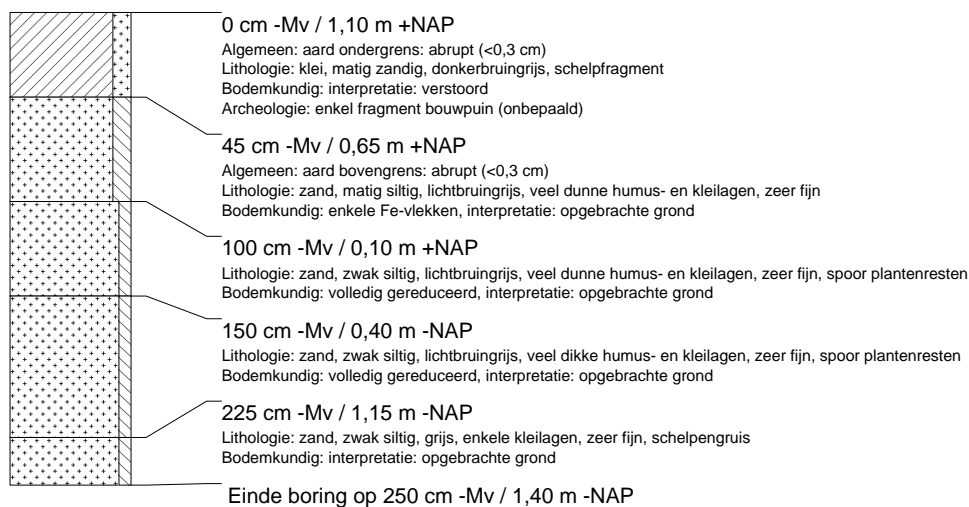 0 cm -Mv / 1,10 m +NAP
Algemeen: aard ondergrens: abrupt (<0,3 cm)
Lithologie: klei, matig zandig, donkerbruingrijs, schelpfragment
Bodemkundig: interpretatie: verstoord
Archeologie: enkel fragment bouwpuin (onbepaald)
45 cm -Mv / 0,65 m +NAP
Algemeen: aard bovengrens: abrupt (<0,3 cm)
Lithologie: zand, matig siltig, lichtbruingrijs, veel dunne humus- en kleilagen, zeer fijn
Bodemkundig: enkele Fe-vlekken, interpretatie: opgebrachte grond
100 cm -Mv / 0,10 m +NAP
Lithologie: zand, zwak siltig, lichtbruingrijs, veel dunne humus- en kleilagen, zeer fijn, spoor plantenresten
Bodemkundig: volledig gereduceerd, interpretatie: opgebrachte grond
150 cm -Mv / 0,40 m -NAP
Lithologie: zand, zwak siltig, lichtbruingrijs, veel dikke humus- en kleilagen, zeer fijn, spoor plantenresten
Bodemkundig: volledig gereduceerd, interpretatie: opgebrachte grond
225 cm -Mv / 1,15 m -NAP
Lithologie: zand, zwak siltig, grijs, enkele kleilagen, zeer fijn, schelpengruis
Bodemkundig: interpretatie: opgebrachte grond
Einde boring op 250 cm -Mv / 1,40 m -NAP